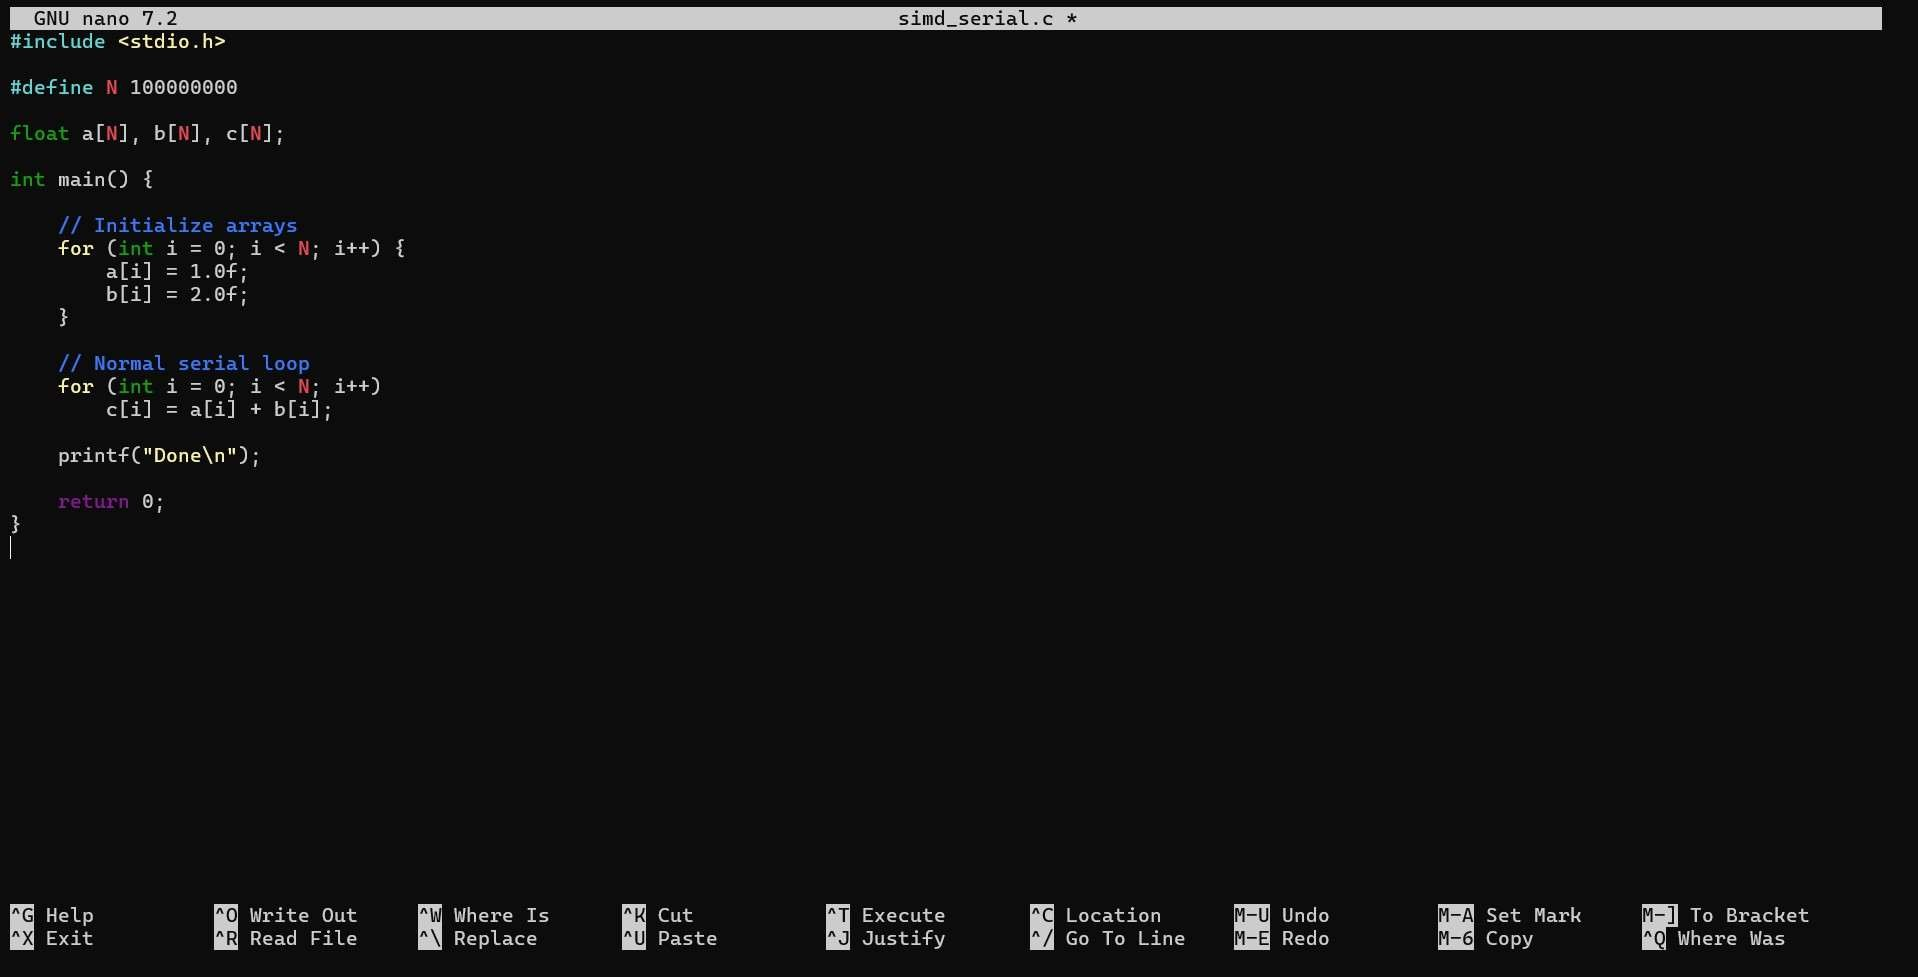 GNU nano 7.2 simd_serial.c *
#include <stdio.h>
#define N 100000000
float a[N], b[N], c[N];
int main() {
    // Initialize arrays
    for (int i = 0; i < N; i++) {
        a[i] = 1.0f;
        b[i] = 2.0f;
    }
    // Normal serial loop
    for (int i = 0; i < N; i++)
        c[i] = a[i] + b[i];
    printf("Done\n");
    return 0;
}
^G Help ^O Write Out ^W Where Is ^K Cut ^T Execute ^C Location M-U Undo M-A Set Mark M-] To Bracket
^X Exit ^R Read File ^\ Replace ^U Paste ^J Justify ^/ Go To Line M-E Redo M-6 Copy ^Q Where Was